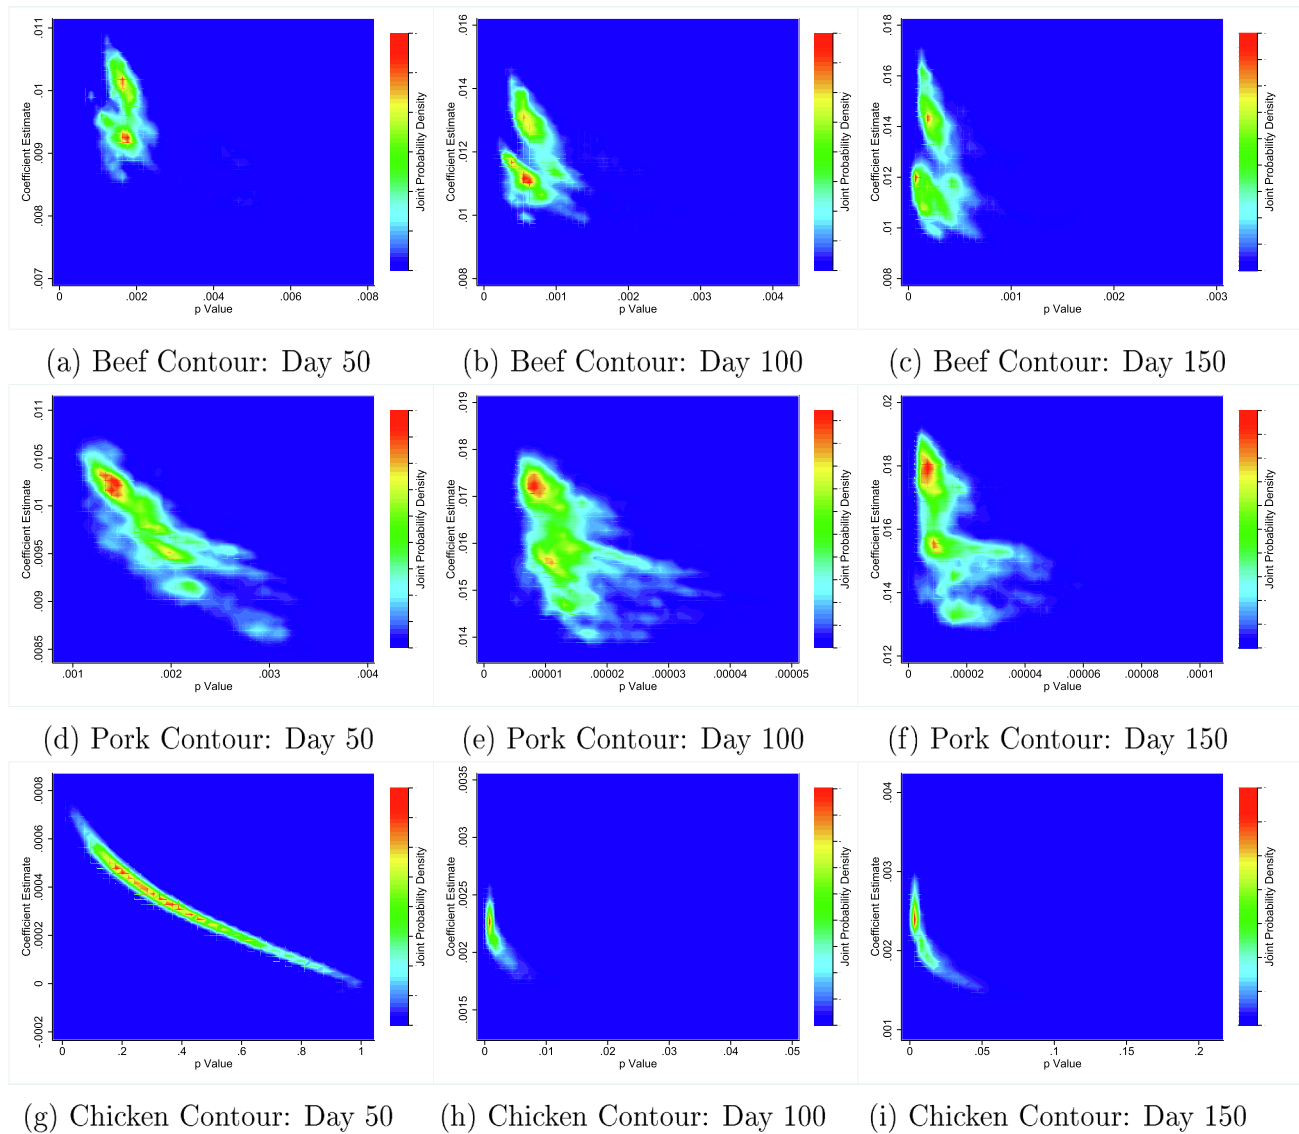 .011
.01
.009
.008
.007
Coefficient Estimate
0 .002 .004 .006 .008
p Value
Joint Probability Density
.016
.014
.012
.01
.008
Coefficient Estimate
0 .001 .002 .003 .004
p Value
Joint Probability Density
.018
.016
.014
.012
.01
.008
Coefficient Estimate
0 .001 .002 .003
p Value
Joint Probability Density
(a) Beef Contour: Day 50
(b) Beef Contour: Day 100
(c) Beef Contour: Day 150
.011
.0105
.01
.0095
.009
.0085
Coefficient Estimate
.001 .002 .003 .004
p Value
Joint Probability Density
.019
.018
.017
.016
.015
.014
Coefficient Estimate
0 .00001 .00002 .00003 .00004 .00005
p Value
Joint Probability Density
.02
.018
.016
.014
.012
Coefficient Estimate
0 .00002 .00004 .00006 .00008 .0001
p Value
Joint Probability Density
(d) Pork Contour: Day 50
(e) Pork Contour: Day 100
(f) Pork Contour: Day 150
.0008
.0006
.0004
.0002
0
-.0002
Coefficient Estimate
0 .2 .4 .6 .8 1
p Value
Joint Probability Density
.0035
.003
.0025
.002
.0015
Coefficient Estimate
0 .01 .02 .03 .04 .05
p Value
Joint Probability Density
.004
.003
.002
.001
Coefficient Estimate
0 .05 .1 .15 .2
p Value
Joint Probability Density
(g) Chicken Contour: Day 50
(h) Chicken Contour: Day 100
(i) Chicken Contour: Day 150